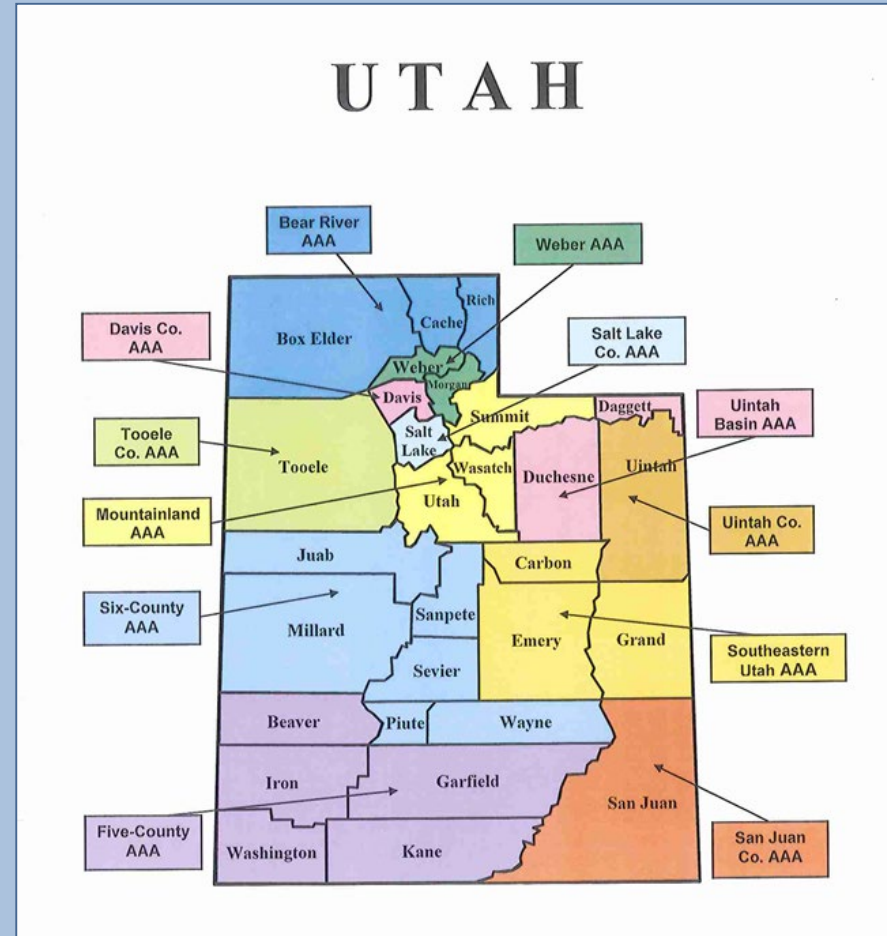 UTAH
Bear River
AAA
Weber AAA
Davis Co.
AAA
Salt Lake
Co. AAA
Tooele
Co. AAA
Uintah
Basin AAA
Mountainland
AAA
Uintah Co.
AAA
Six-County
AAA
Southeastern
Utah AAA
Five-County
AAA
San Juan
Co. AAA
Box Elder
Cache
Rich
Weber
Morgan
Davis
Summit
Daggett
Salt
Lake
Tooele
Wasatch
Duchesne
Uintah
Utah
Juab
Carbon
Millard
Sanpete
Emery
Grand
Sevier
Beaver
Piute
Wayne
Iron
Garfield
San Juan
Washington
Kane